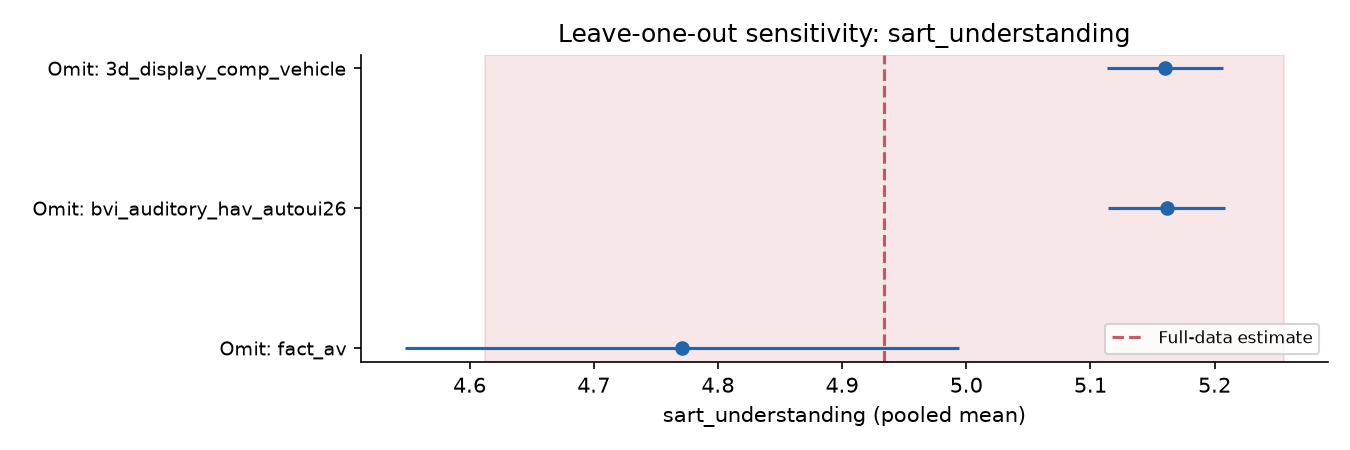 Leave-one-out sensitivity: sart_understanding
Omit: 3d_display_comp_vehicle
Omit: bvi_auditory_hav_autoui26
Omit: fact_av
Full-data estimate
4.6 4.7 4.8 4.9 5.0 5.1 5.2
sart_understanding (pooled mean)